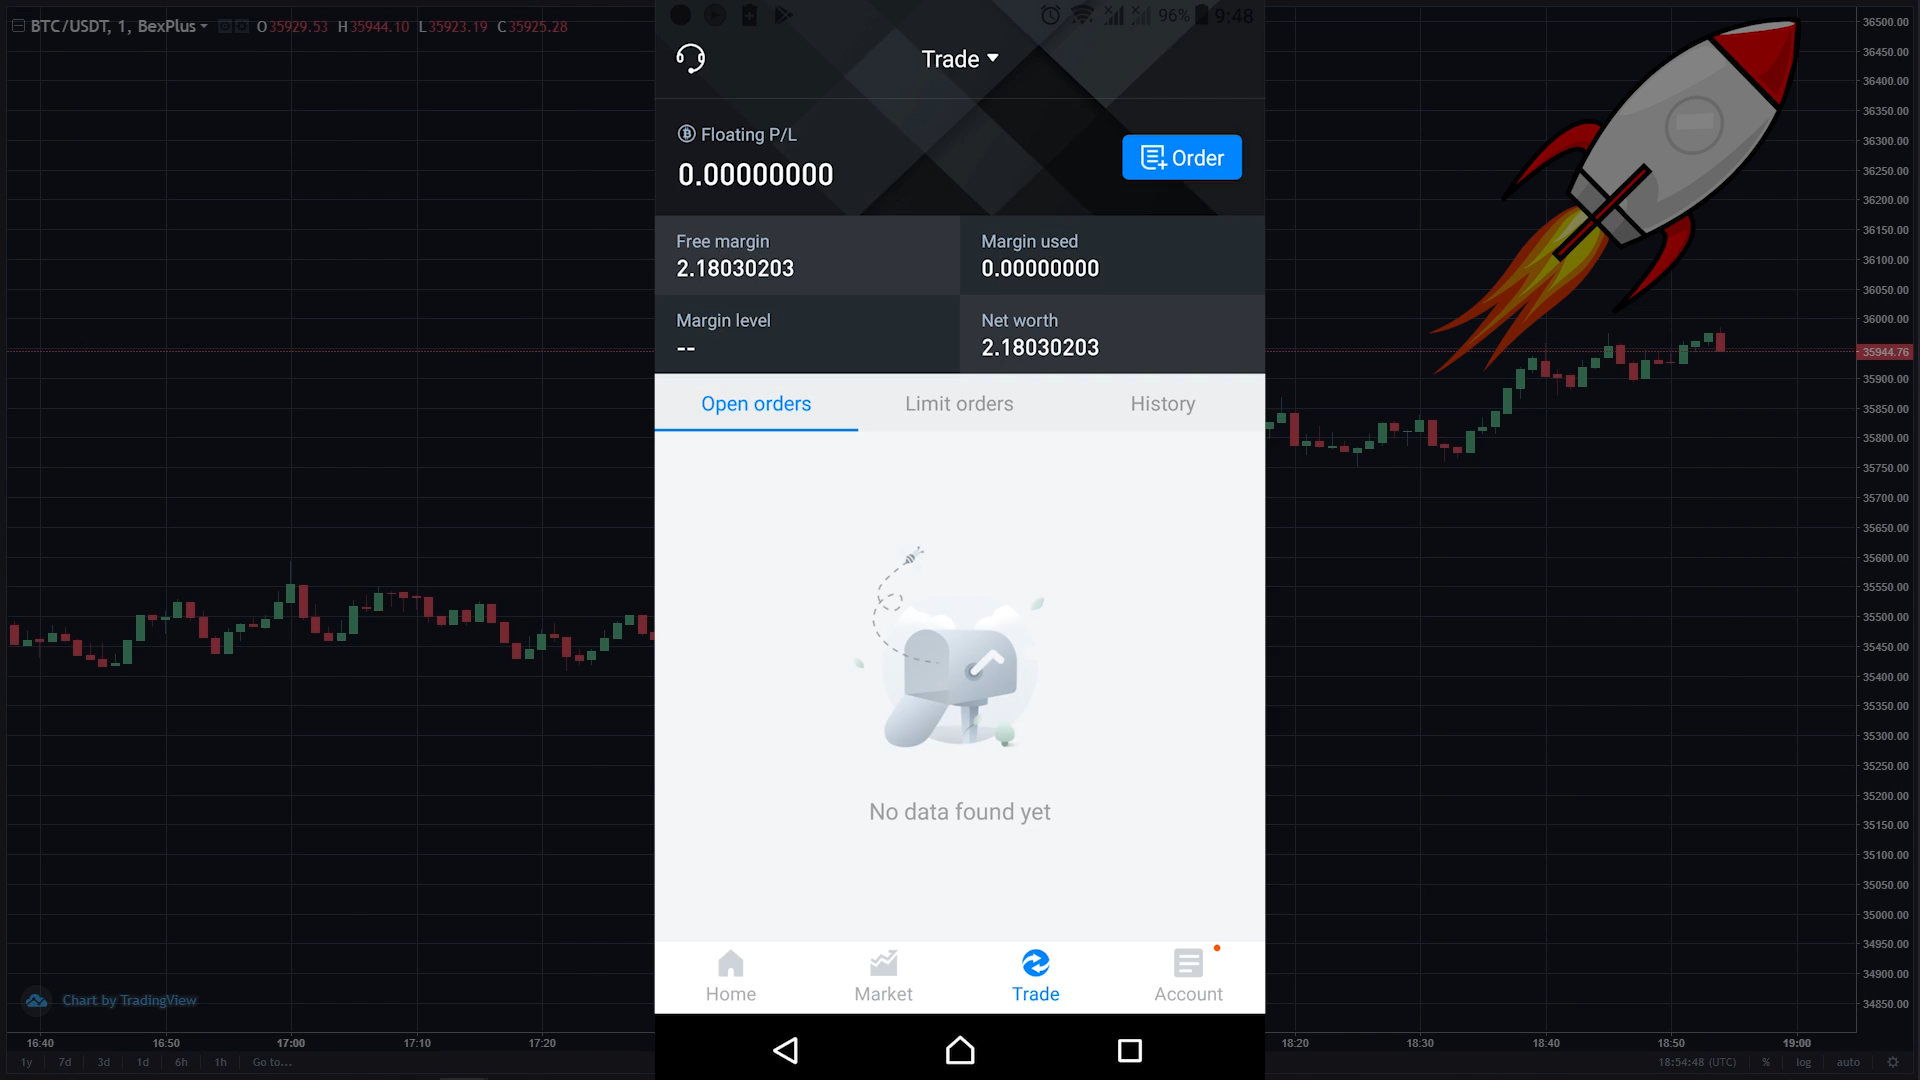 BTC/USDT, 1, BexPlus O35929.53 H35944.10 L35923.19 C35925.28
96% 9:48
Trade
Floating P/L
0.00000000
Order
Free margin
2.18030203
Margin used
0.00000000
Margin level
--
Net worth
2.18030203
Open orders Limit orders History
No data found yet
Home Market Trade Account
36500.00
36450.00
36400.00
36350.00
36300.00
36250.00
36200.00
36150.00
36100.00
36050.00
36000.00
35944.76
35900.00
35850.00
35800.00
35750.00
35700.00
35650.00
35600.00
35550.00
35500.00
35450.00
35400.00
35350.00
35300.00
35250.00
35200.00
35150.00
35100.00
35050.00
35000.00
34950.00
34900.00
34850.00
Chart by TradingView
16:40 16:50 17:00 17:10 17:20 18:20 18:30 18:40 18:50 19:00
1y 7d 3d 1d 6h 1h Go to... 18:54:48 (UTC) % log auto